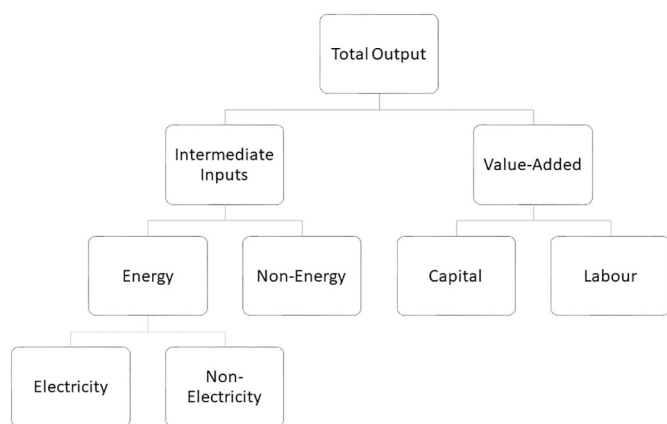 Total Output
Intermediate
Inputs
Value-Added
Energy
Non-Energy
Capital
Labour
Electricity
Non-
Electricity